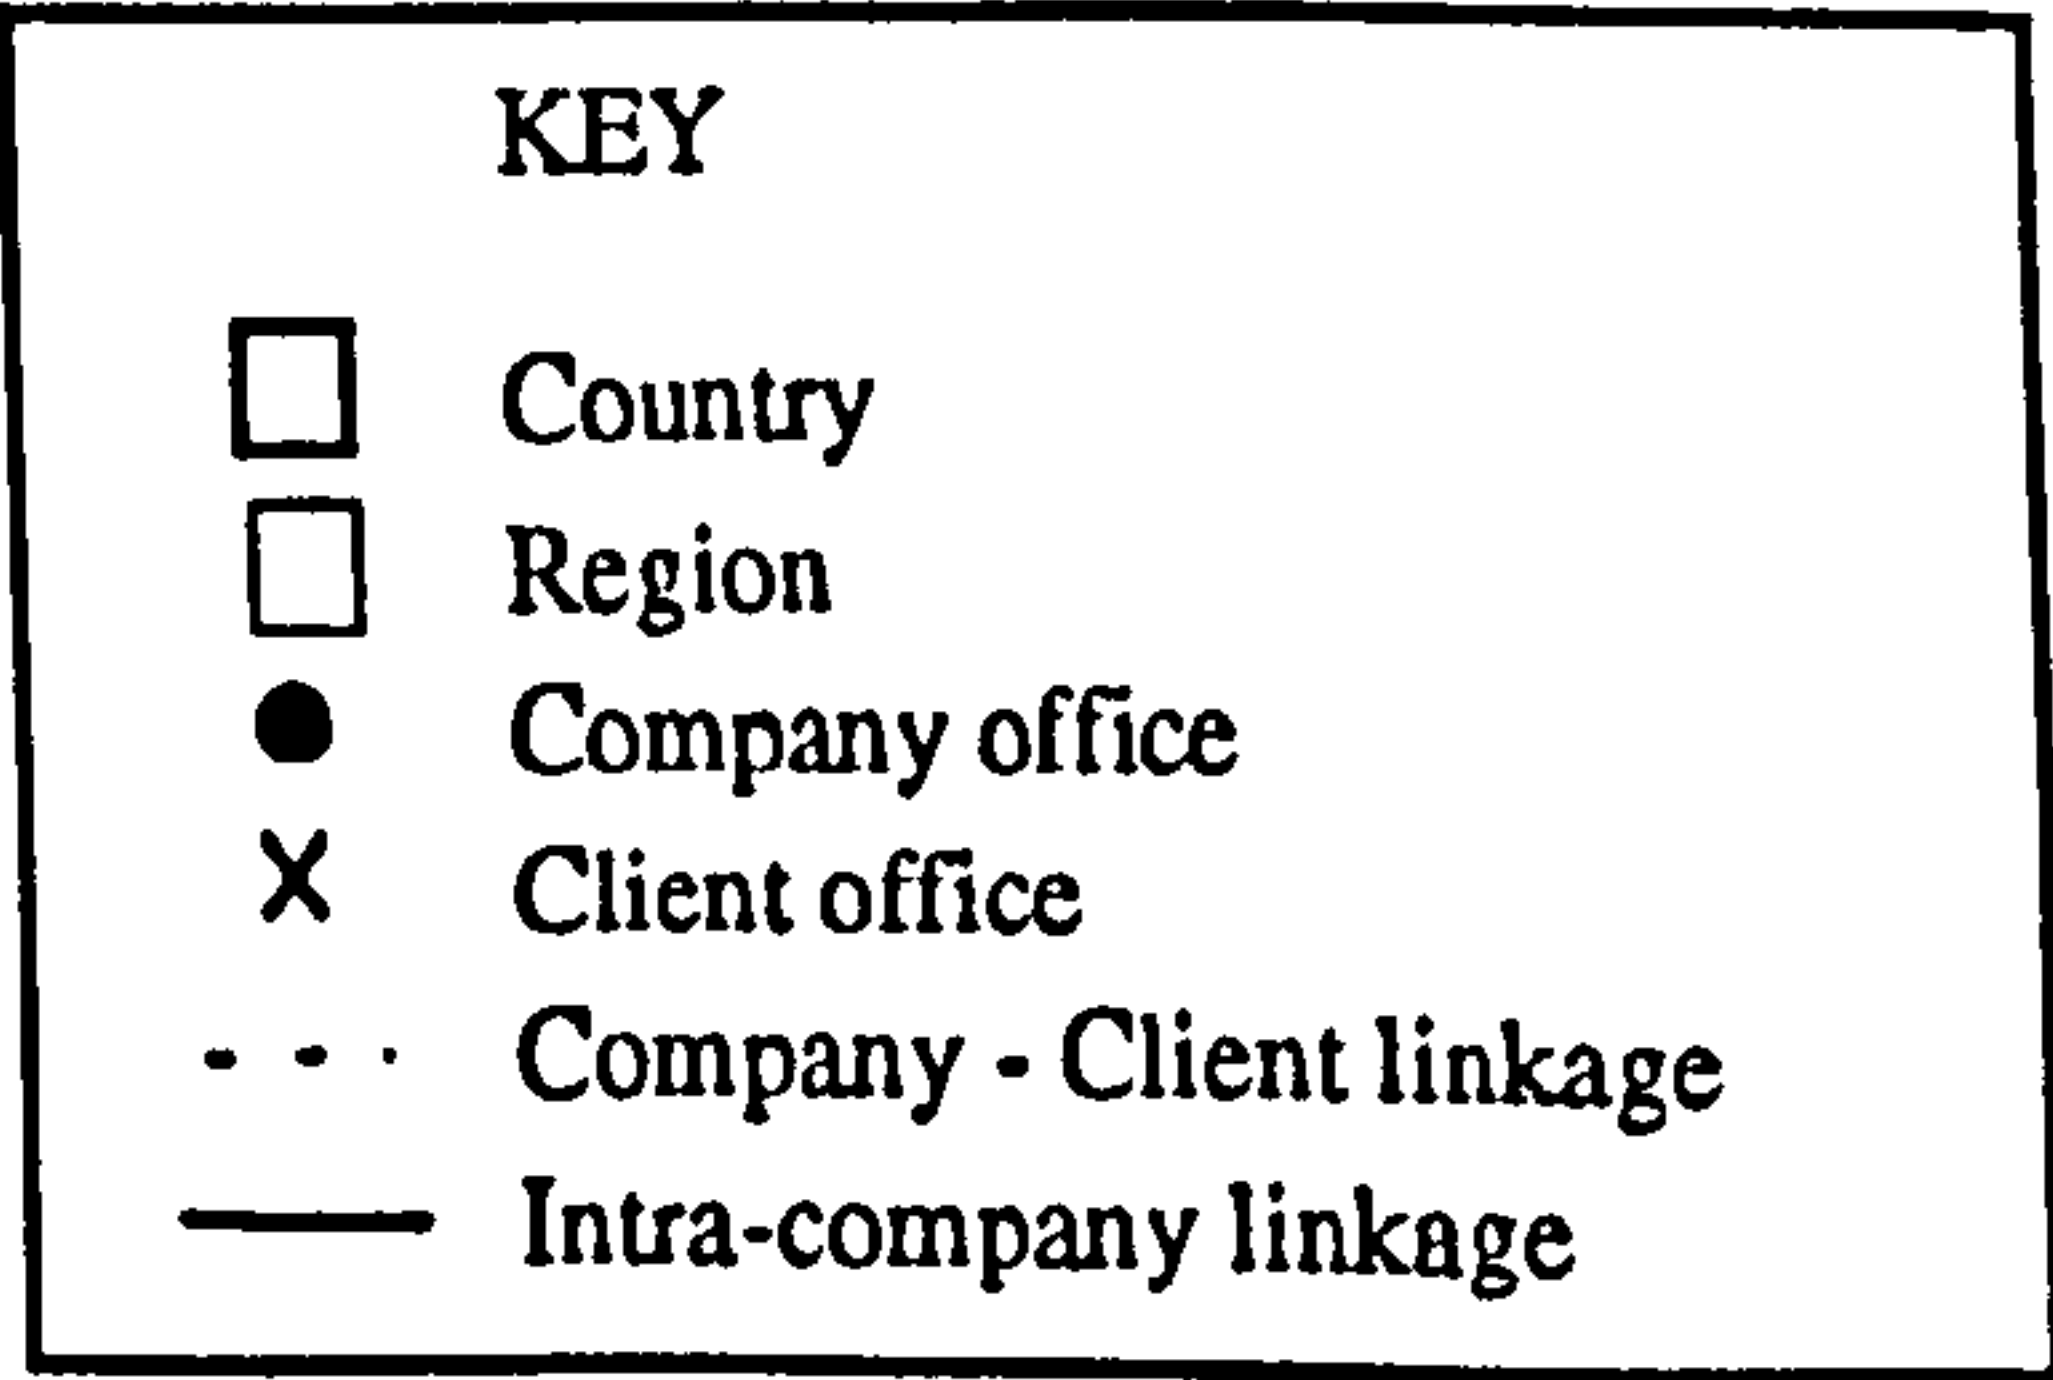 KEY
Country
Region
Company office
Client office
Company - Client linkage
Intra-company linkage